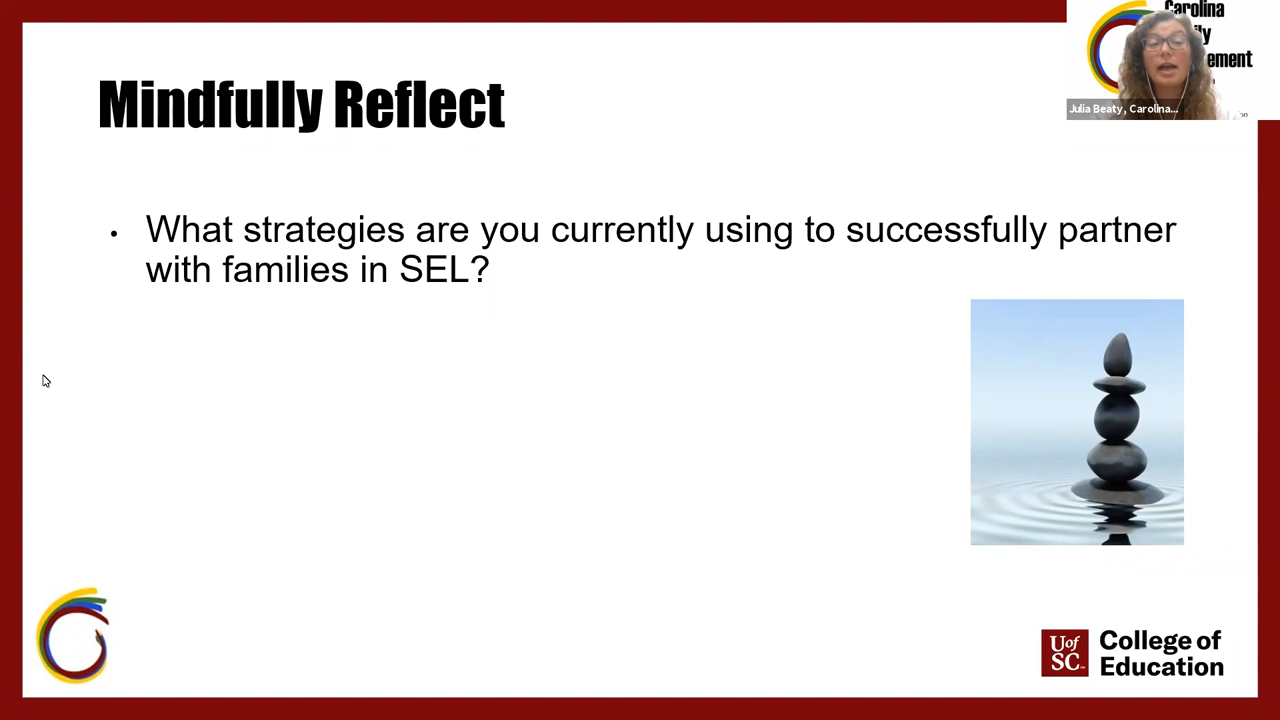 Carolina
ily
ement
Julia Beaty, Carolina...
Mindfully Reflect
• What strategies are you currently using to successfully partner
with families in SEL?
UofSC
College of
Education